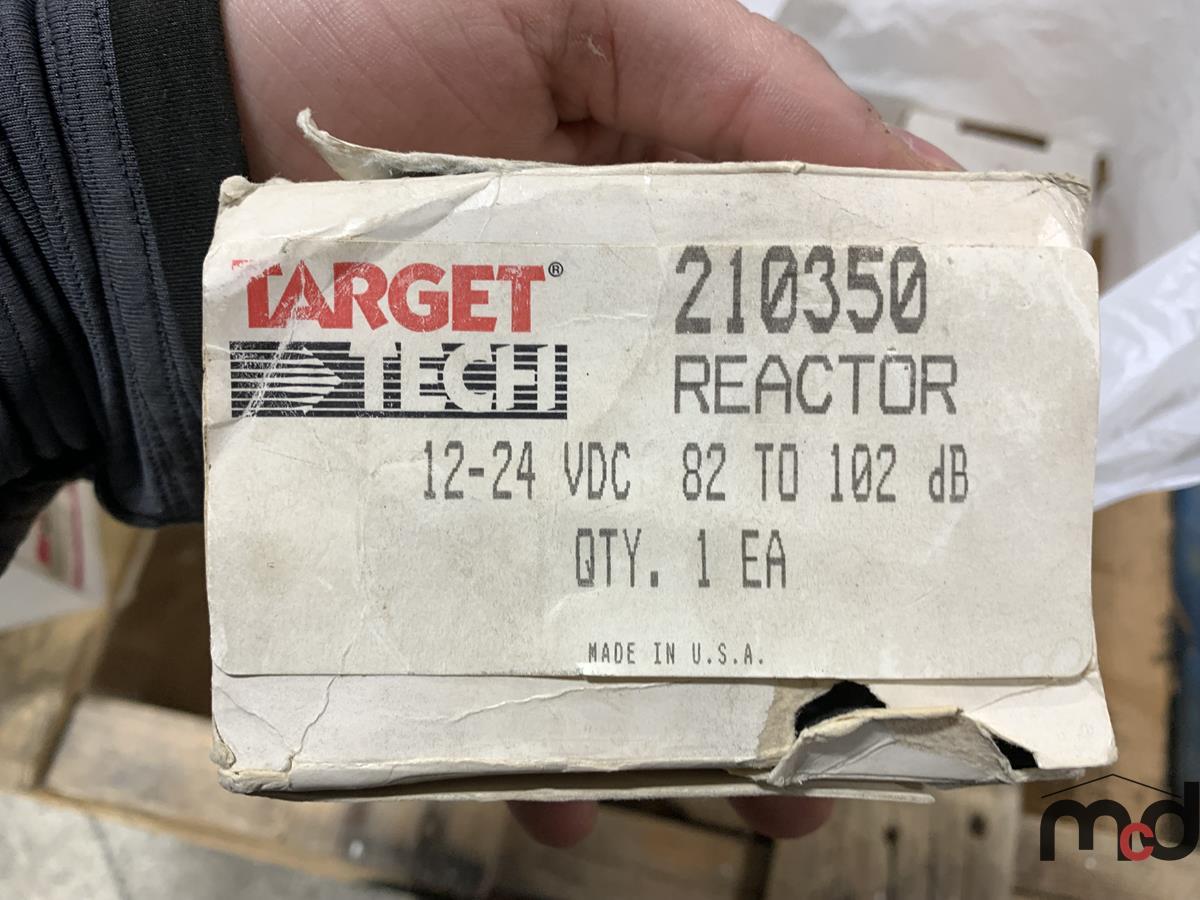 TARGET®
TECH
210350
REACTOR
12-24 VDC 82 TO 102 dB
QTY. 1 EA
MADE IN U.S.A.
mcd